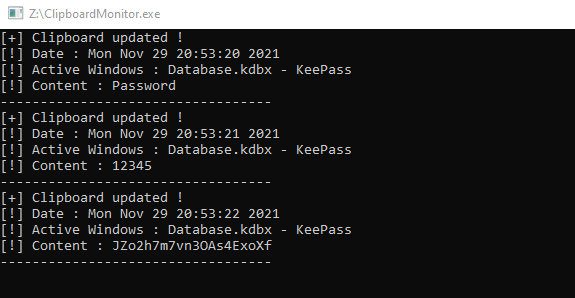 Z:\ClipboardMonitor.exe
[+] Clipboard updated !
[!] Date : Mon Nov 29 20:53:20 2021
[!] Active Windows : Database.kdbx - KeePass
[!] Content : Password
----------------------------------
[+] Clipboard updated !
[!] Date : Mon Nov 29 20:53:21 2021
[!] Active Windows : Database.kdbx - KeePass
[!] Content : 12345
----------------------------------
[+] Clipboard updated !
[!] Date : Mon Nov 29 20:53:22 2021
[!] Active Windows : Database.kdbx - KeePass
[!] Content : JZo2h7m7vn3OAs4ExoXf
----------------------------------